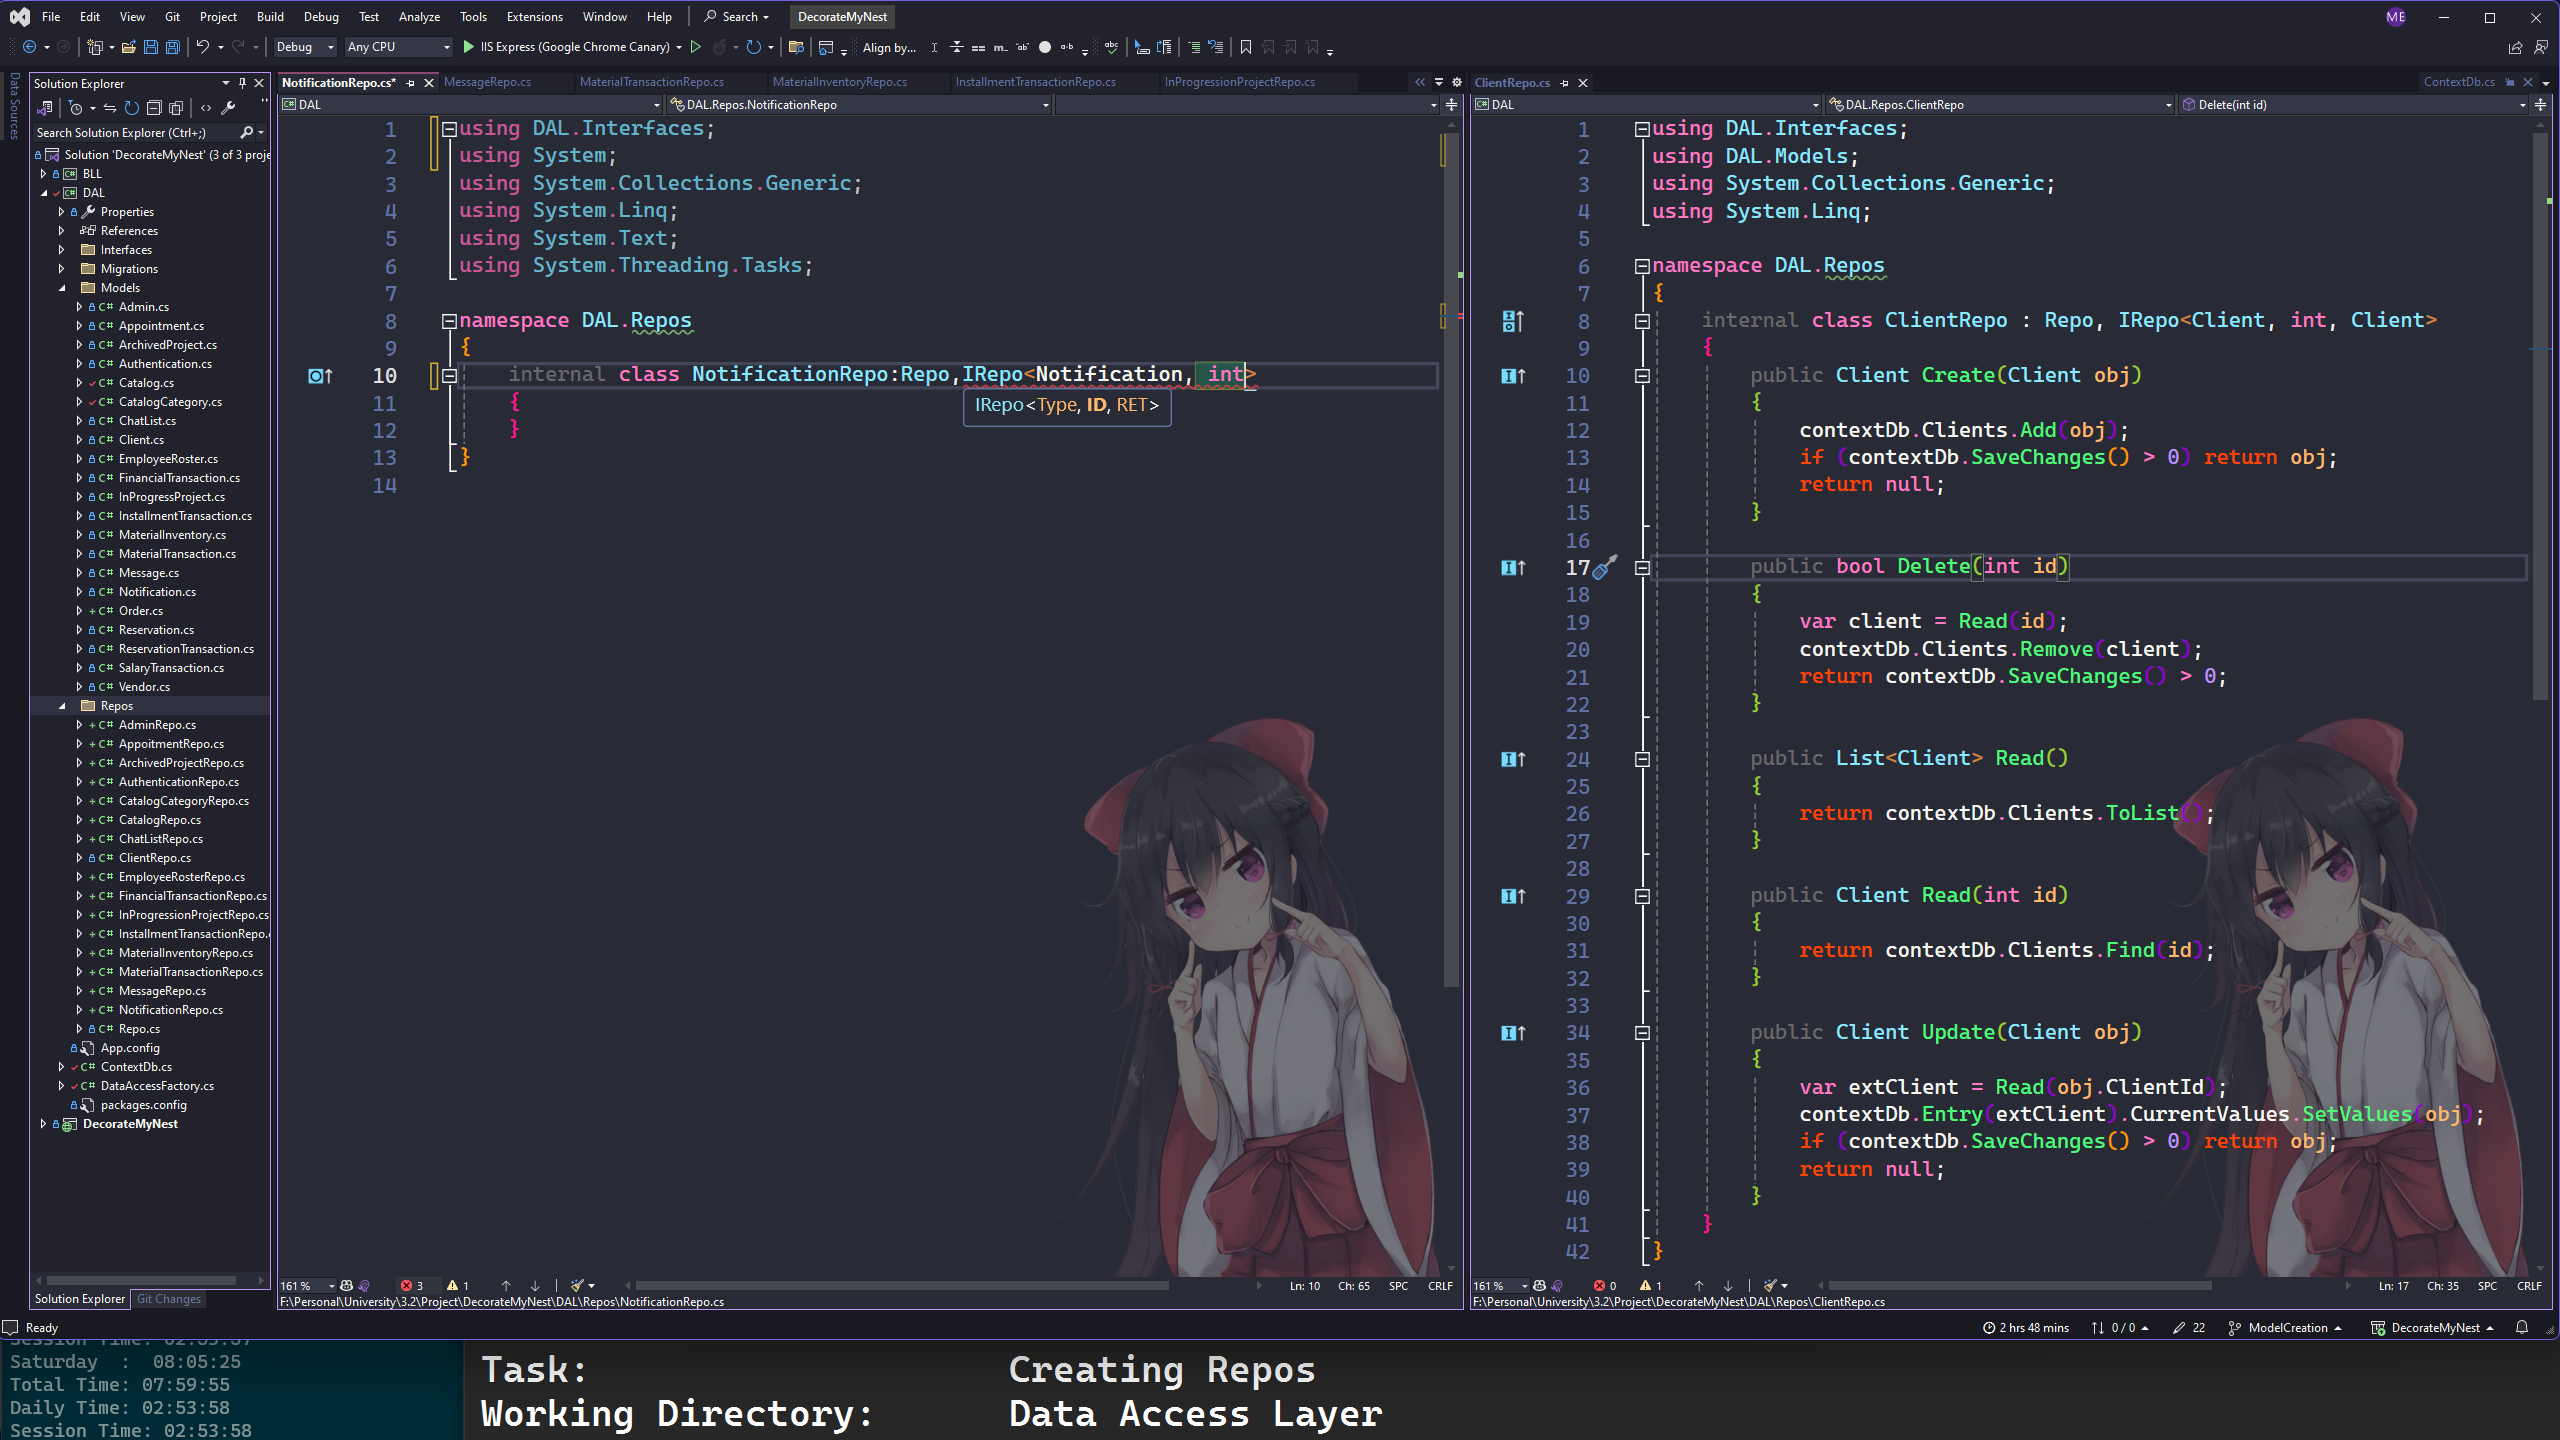 File Edit View Git Project Build Debug Test Analyze Tools Extensions Window Help Search DecorateMyNest ME
Debug Any CPU IIS Express (Google Chrome Canary) Align by...
Data Sources
Solution Explorer
Search Solution Explorer (Ctrl+;)
Solution 'DecorateMyNest' (3 of 3 proje
BLL
DAL
Properties
References
Interfaces
Migrations
Models
Admin.cs
Appointment.cs
ArchivedProject.cs
Authentication.cs
Catalog.cs
CatalogCategory.cs
ChatList.cs
Client.cs
EmployeeRoster.cs
FinancialTransaction.cs
InProgressProject.cs
InstallmentTransaction.cs
MaterialInventory.cs
MaterialTransaction.cs
Message.cs
Notification.cs
Order.cs
Reservation.cs
ReservationTransaction.cs
SalaryTransaction.cs
Vendor.cs
Repos
AdminRepo.cs
AppoitmentRepo.cs
ArchivedProjectRepo.cs
AuthenticationRepo.cs
CatalogCategoryRepo.cs
CatalogRepo.cs
ChatListRepo.cs
ClientRepo.cs
EmployeeRosterRepo.cs
FinancialTransactionRepo.cs
InProgressionProjectRepo.cs
InstallmentTransactionRepo.
MaterialInventoryRepo.cs
MaterialTransactionRepo.cs
MessageRepo.cs
NotificationRepo.cs
Repo.cs
App.config
ContextDb.cs
DataAccessFactory.cs
packages.config
DecorateMyNest
Solution Explorer Git Changes
NotificationRepo.cs* MessageRepo.cs MaterialTransactionRepo.cs MaterialInventoryRepo.cs InstallmentTransactionRepo.cs InProgressionProjectRepo.cs
DAL DAL.Repos.NotificationRepo
1 using DAL.Interfaces;
2 using System;
3 using System.Collections.Generic;
4 using System.Linq;
5 using System.Text;
6 using System.Threading.Tasks;
7
8 namespace DAL.Repos
9 {
10 internal class NotificationRepo:Repo,IRepo<Notification, int>
IRepo<Type, ID, RET>
11 {
12 }
13 }
14
161 % 3 1 Ln: 10 Ch: 65 SPC CRLF
F:\Personal\University\3.2\Project\DecorateMyNest\DAL\Repos\NotificationRepo.cs
ClientRepo.cs ContextDb.cs
DAL DAL.Repos.ClientRepo Delete(int id)
1 using DAL.Interfaces;
2 using DAL.Models;
3 using System.Collections.Generic;
4 using System.Linq;
5
6 namespace DAL.Repos
7 {
8 internal class ClientRepo : Repo, IRepo<Client, int, Client>
9 {
10 public Client Create(Client obj)
11 {
12 contextDb.Clients.Add(obj);
13 if (contextDb.SaveChanges() > 0) return obj;
14 return null;
15 }
16
17 public bool Delete(int id)
18 {
19 var client = Read(id);
20 contextDb.Clients.Remove(client);
21 return contextDb.SaveChanges() > 0;
22 }
23
24 public List<Client> Read()
25 {
26 return contextDb.Clients.ToList();
27 }
28
29 public Client Read(int id)
30 {
31 return contextDb.Clients.Find(id);
32 }
33
34 public Client Update(Client obj)
35 {
36 var extClient = Read(obj.ClientId);
37 contextDb.Entry(extClient).CurrentValues.SetValues(obj);
38 if (contextDb.SaveChanges() > 0) return obj;
39 return null;
40 }
41 }
42 }
161 % 0 1 Ln: 17 Ch: 35 SPC CRLF
F:\Personal\University\3.2\Project\DecorateMyNest\DAL\Repos\ClientRepo.cs
Ready 2 hrs 48 mins 0 / 0 22 ModelCreation DecorateMyNest
Saturday : 08:05:25
Total Time: 07:59:55
Daily Time: 02:53:58
Session Time: 02:53:58
Task: Creating Repos
Working Directory: Data Access Layer